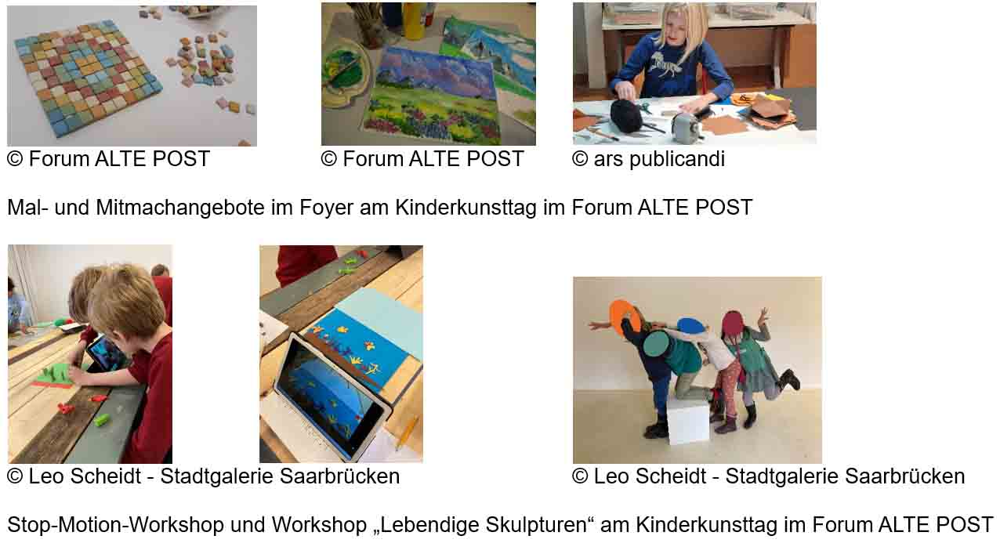 © Forum ALTE POST
© Forum ALTE POST
© ars publicandi
Mal- und Mitmachangebote im Foyer am Kinderkunsttag im Forum ALTE POST
© Leo Scheidt - Stadtgalerie Saarbrücken
© Leo Scheidt - Stadtgalerie Saarbrücken
Stop-Motion-Workshop und Workshop „Lebendige Skulpturen“ am Kinderkunsttag im Forum ALTE POST